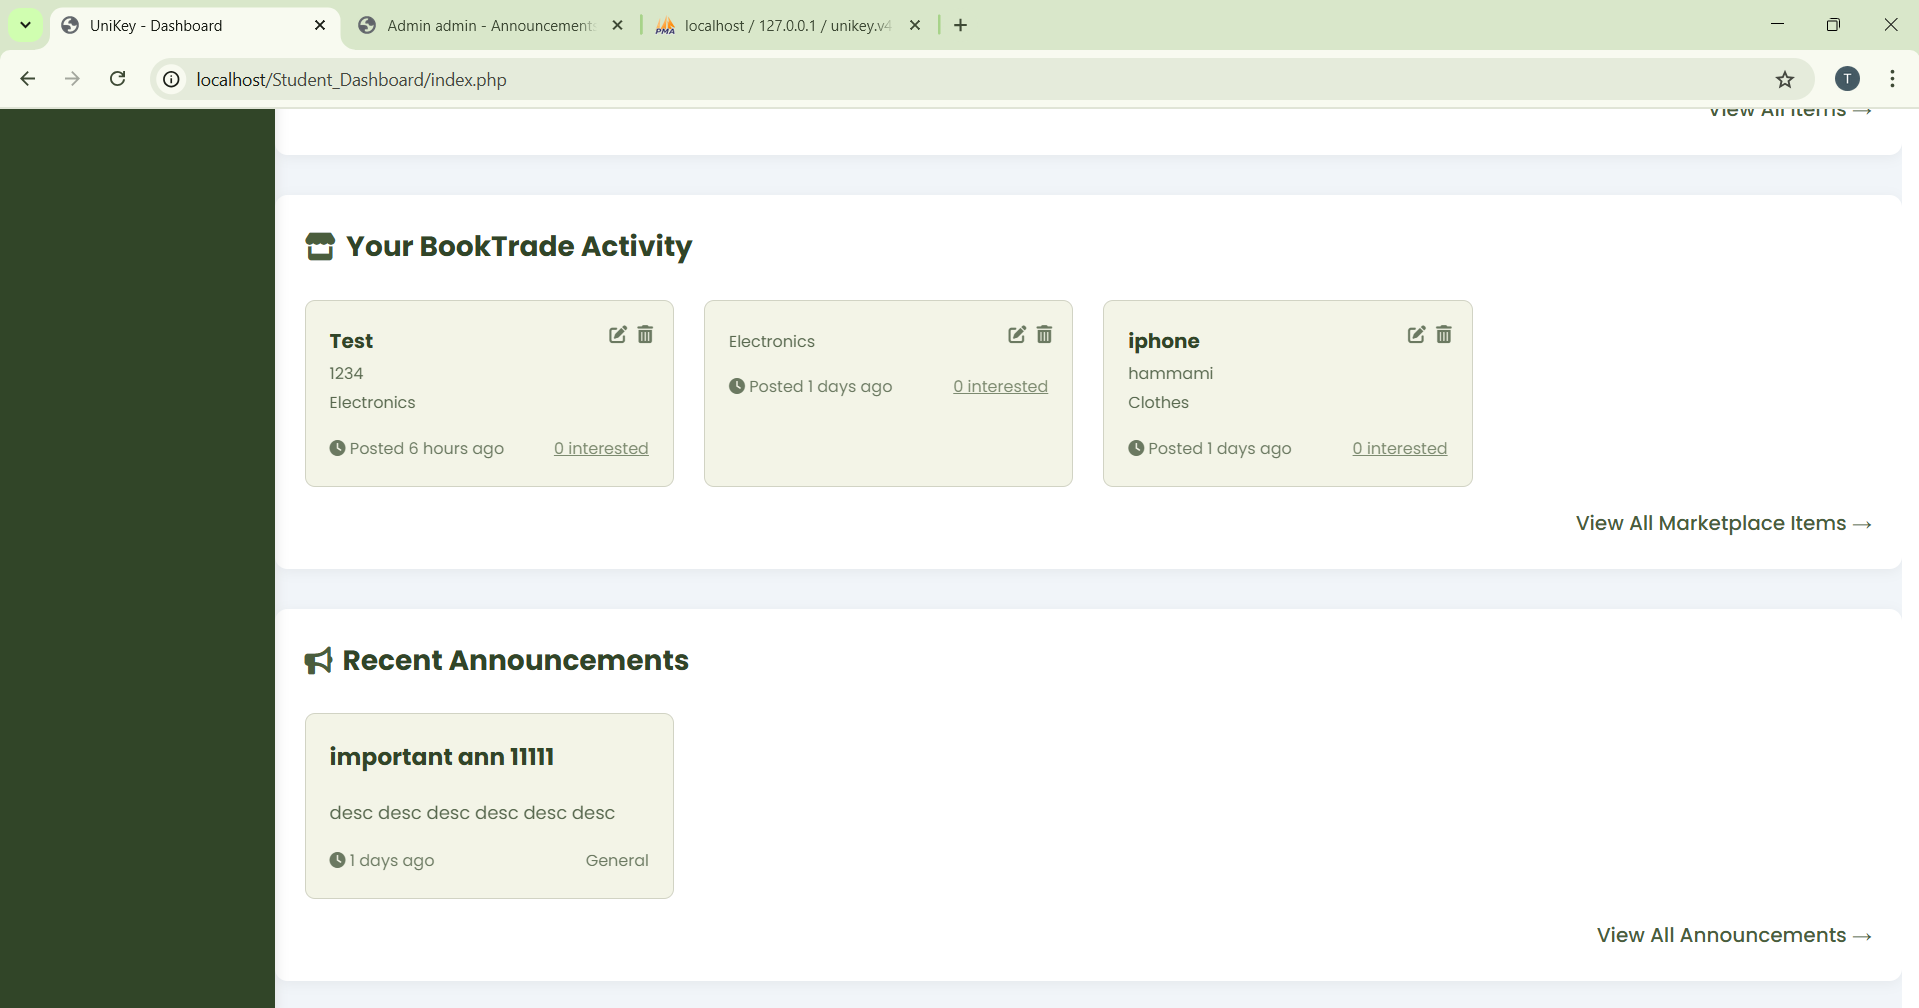 UniKey - Dashboard
Admin admin - Announcements
localhost / 127.0.0.1 / unikey.v4
PMA
localhost/Student_Dashboard/index.php
T
View All Items →
Your BookTrade Activity
Test
1234
Electronics
Posted 6 hours ago
0 interested
Electronics
Posted 1 days ago
0 interested
iphone
hammami
Clothes
Posted 1 days ago
0 interested
View All Marketplace Items →
Recent Announcements
important ann 11111
desc desc desc desc desc desc
1 days ago
General
View All Announcements →